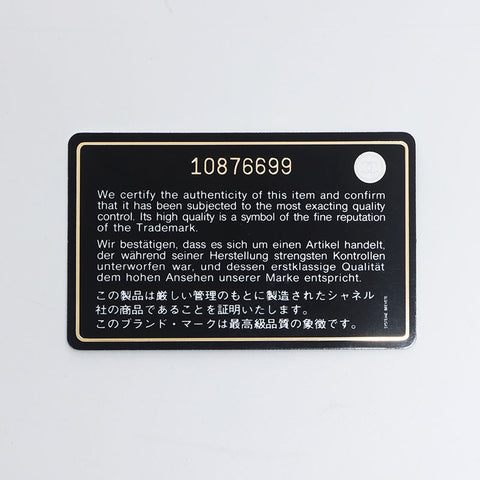 10876699
We certify the authenticity of this item and confirm
that it has been subjected to the most exacting quality
control. Its high quality is a symbol of the fine reputation
of the Trademark.
Wir bestätigen, dass es sich um einen Artikel handelt,
der während seiner Herstellung strengsten Kontrollen
unterworfen war, und dessen erstklassige Qualität
dem hohen Ansehen unserer Marke entspricht.
この製品は厳しい管理のもとに製造されたシャネル
社の商品であることを証明いたします。
このブランド・マークは最高級品質の象徴です。